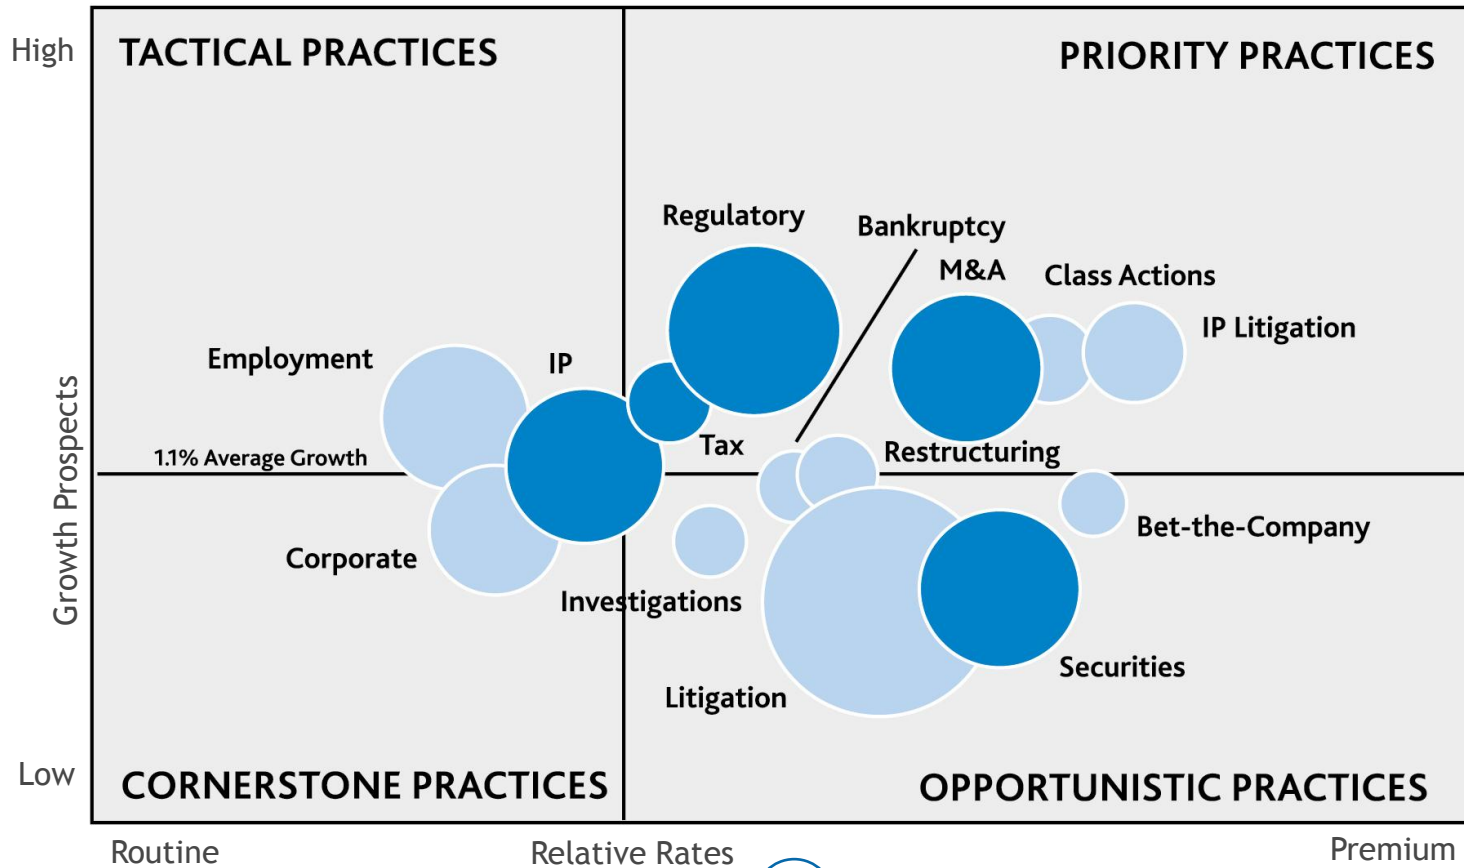 High
TACTICAL PRACTICES
PRIORITY PRACTICES
Regulatory
Bankruptcy
M&A
Class Actions
IP Litigation
Employment
IP
Tax
Restructuring
1.1% Average Growth
Growth Prospects
Bet-the-Company
Corporate
Investigations
Securities
Litigation
Low
CORNERSTONE PRACTICES
OPPORTUNISTIC PRACTICES
Routine
Relative Rates
Premium